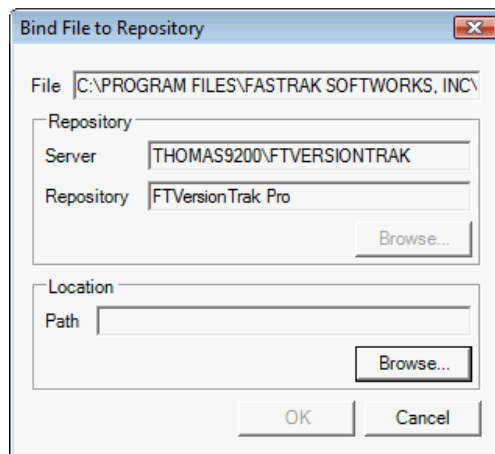 Bind File to Repository
File C:\PROGRAM FILES\FASTRAK SOFTWORKS, INC\
Repository
Server THOMAS9200\FTVERSIONTRAK
Repository FTVersionTrak Pro
Browse...
Location
Path
Browse...
OK Cancel